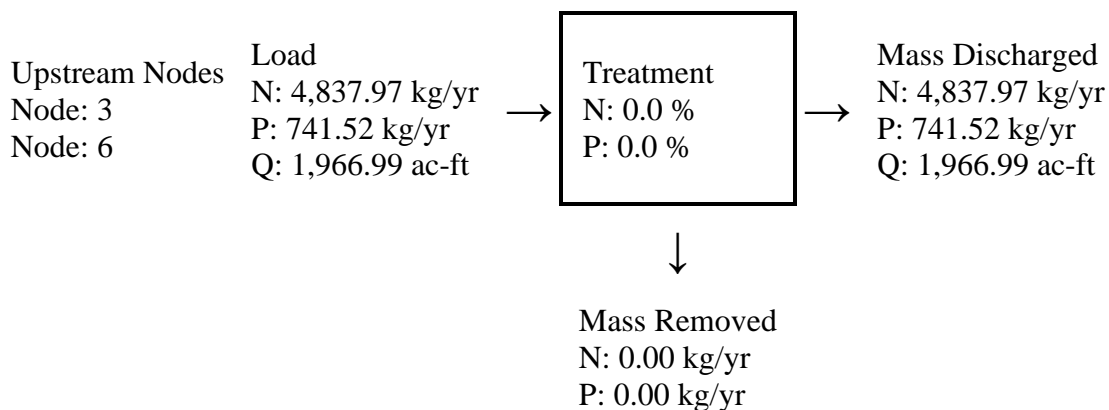 Upstream Nodes
Node: 3
Node: 6
Load
N: 4,837.97 kg/yr
P: 741.52 kg/yr
Q: 1,966.99 ac-ft
→
Treatment
N: 0.0 %
P: 0.0 %
→
Mass Discharged
N: 4,837.97 kg/yr
P: 741.52 kg/yr
Q: 1,966.99 ac-ft
↓
Mass Removed
N: 0.00 kg/yr
P: 0.00 kg/yr